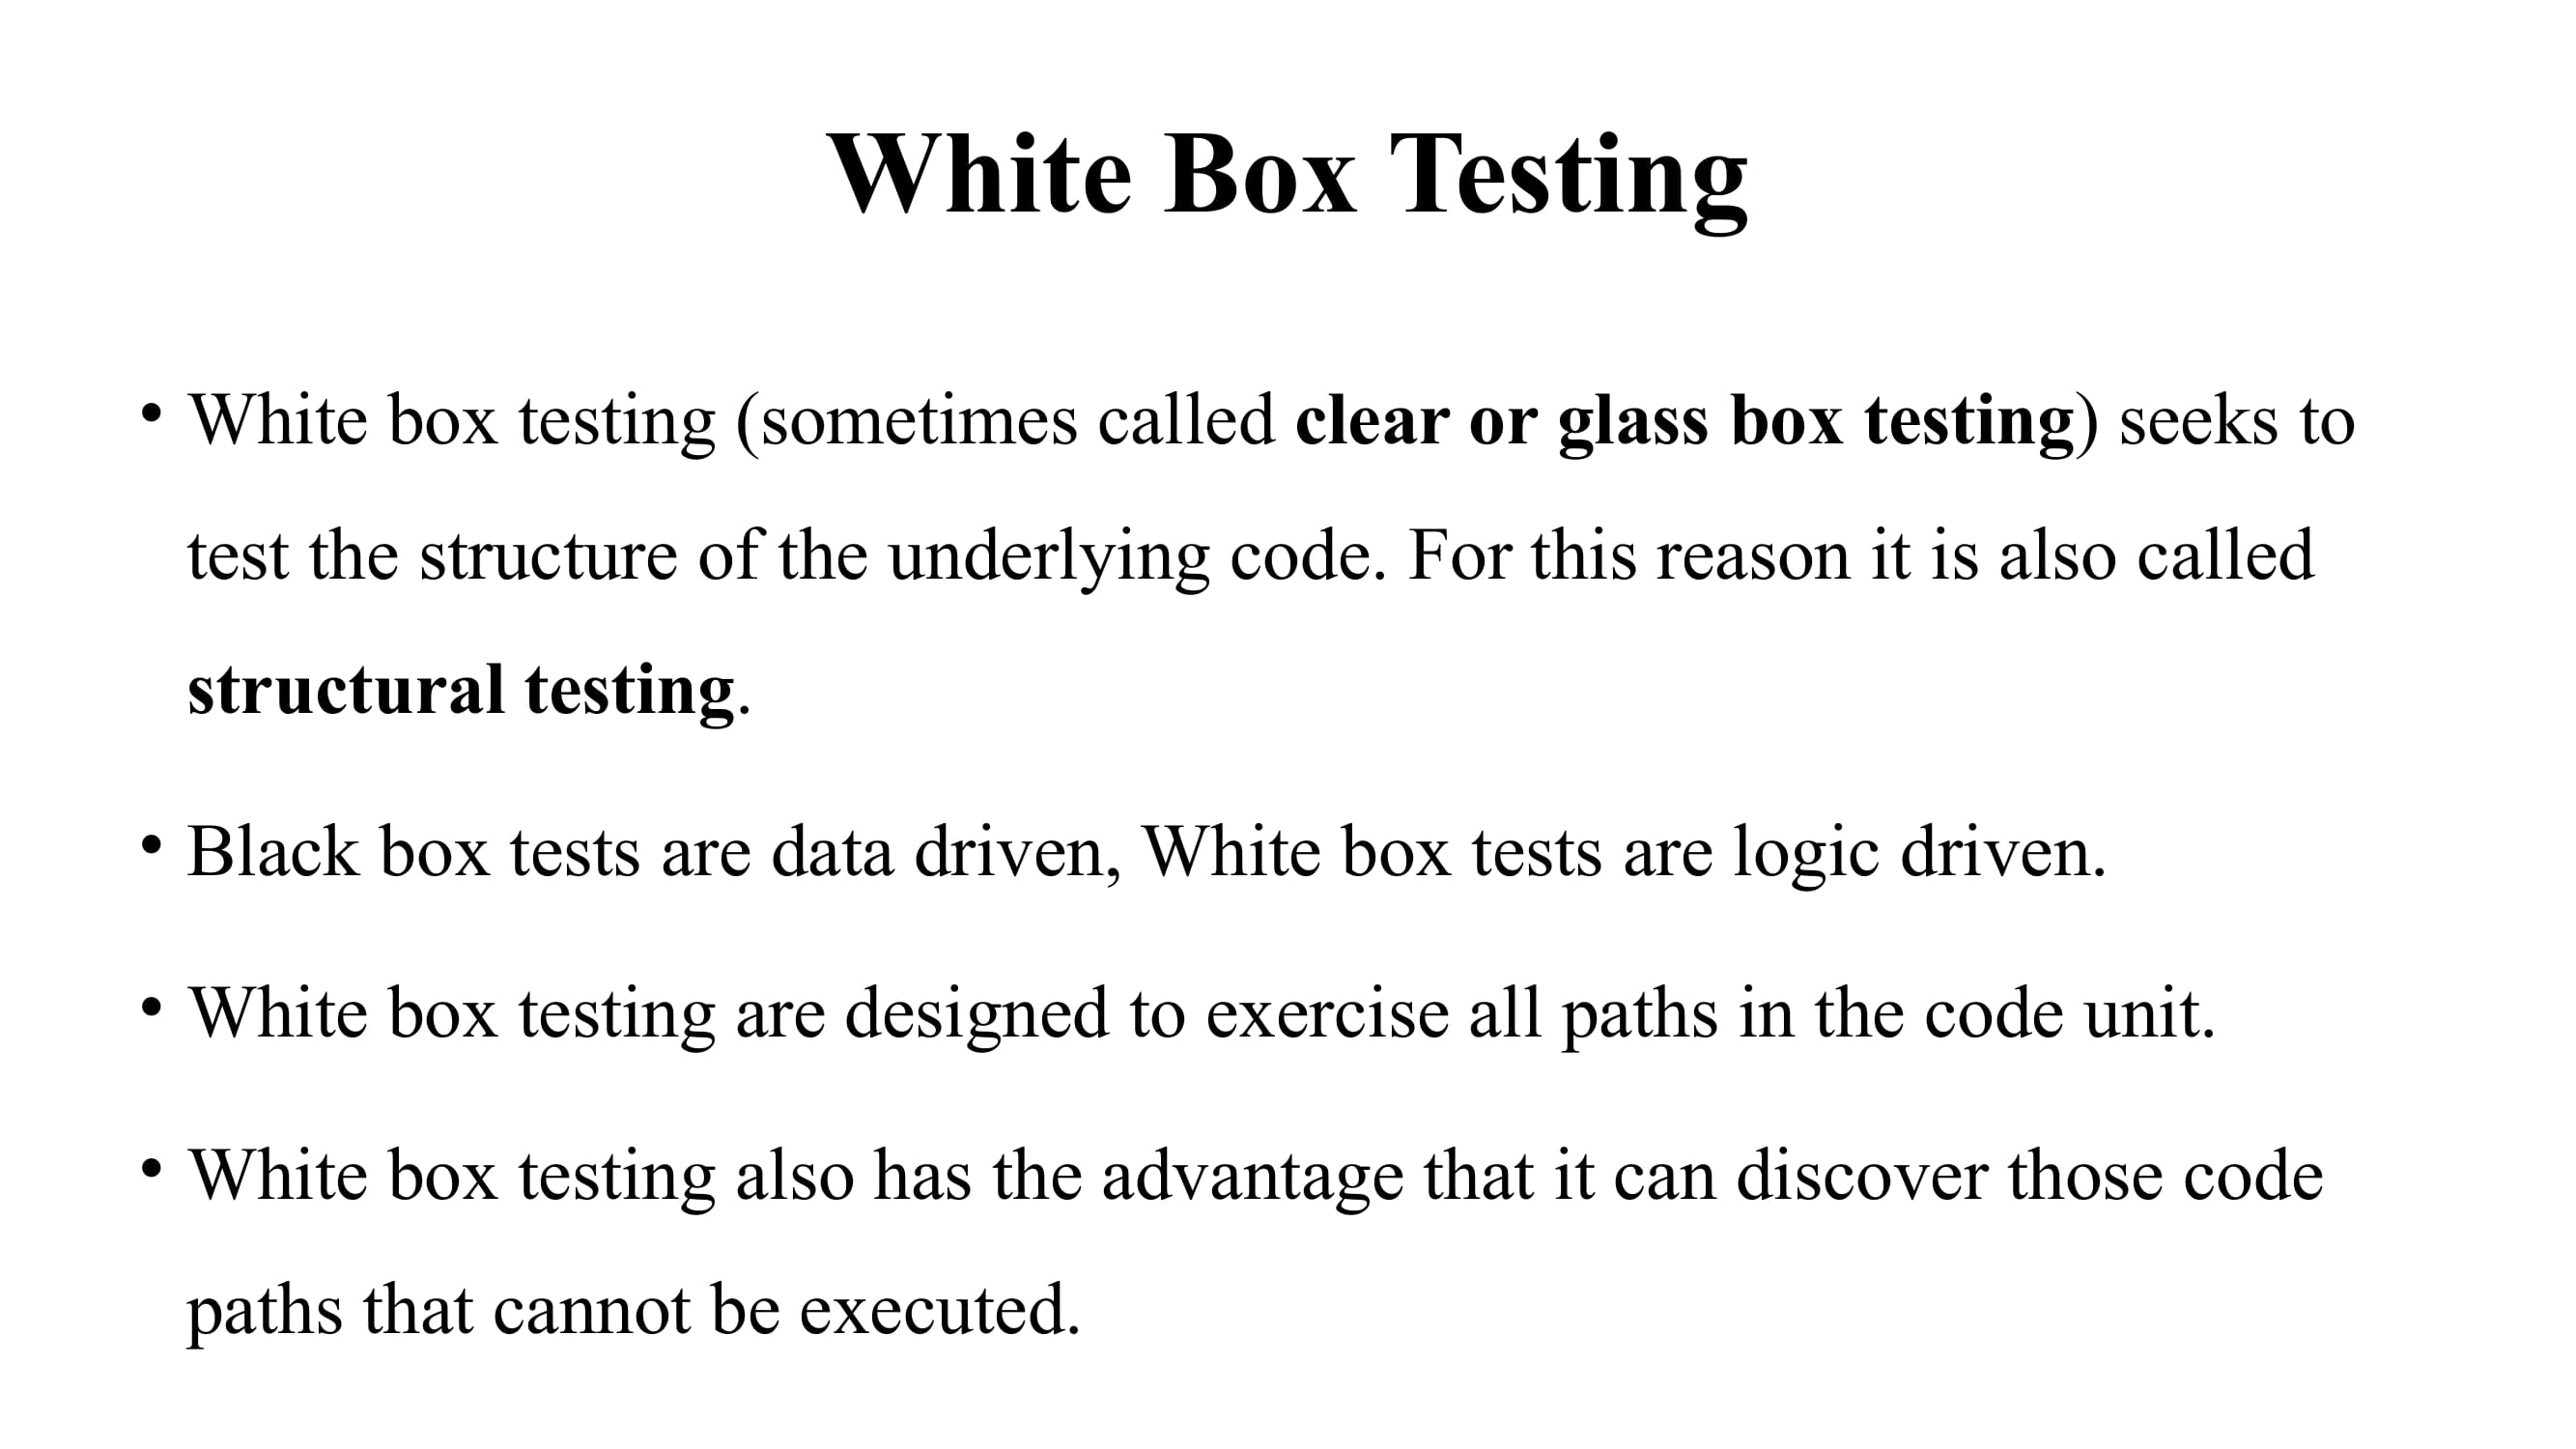 White Box Testing
• White box testing (sometimes called clear or glass box testing) seeks to
test the structure of the underlying code. For this reason it is also called
structural testing.
• Black box tests are data driven, White box tests are logic driven.
• White box testing are designed to exercise all paths in the code unit.
• White box testing also has the advantage that it can discover those code
paths that cannot be executed.